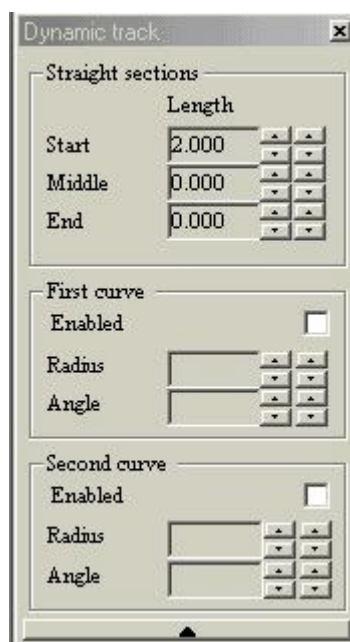 Dynamic track
Straight sections
Length
Start 2.000
Middle 0.000
End 0.000
First curve
Enabled
Radius
Angle
Second curve
Enabled
Radius
Angle